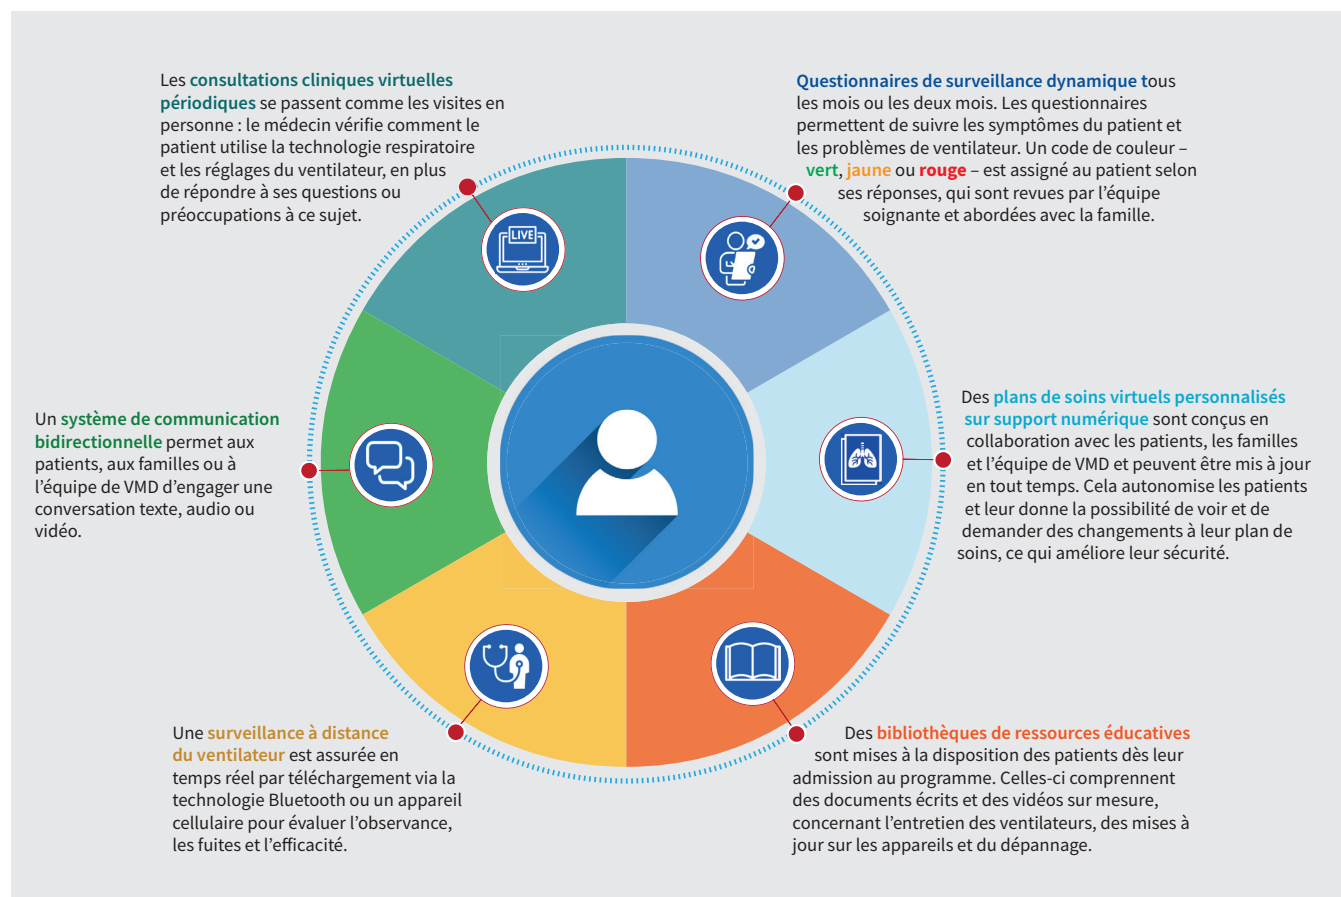 Les consultations cliniques virtuelles
périodiques se passent comme les visites en
personne : le médecin vérifie comment le
patient utilise la technologie respiratoire
et les réglages du ventilateur, en plus
de répondre à ses questions ou
préoccupations à ce sujet.
Questionnaires de surveillance dynamique tous
les mois ou les deux mois. Les questionnaires
permettent de suivre les symptômes du patient et
les problèmes de ventilateur. Un code de couleur –
vert, jaune ou rouge – est assigné au patient selon
ses réponses, qui sont revues par l’équipe
soignante et abordées avec la famille.
LIVE
Un système de communication
bidirectionnelle permet aux
patients, aux familles ou à
l’équipe de VMD d’engager une
conversation texte, audio ou
vidéo.
Des plans de soins virtuels personnalisés
sur support numérique sont conçus en
collaboration avec les patients, les familles
et l’équipe de VMD et peuvent être mis à jour
en tout temps. Cela autonomise les patients
et leur donne la possibilité de voir et de
demander des changements à leur plan de
soins, ce qui améliore leur sécurité.
Une surveillance à distance
du ventilateur est assurée en
temps réel par téléchargement via la
technologie Bluetooth ou un appareil
cellulaire pour évaluer l’observance,
les fuites et l’efficacité.
Des bibliothèques de ressources éducatives
sont mises à la disposition des patients dès leur
admission au programme. Celles-ci comprennent
des documents écrits et des vidéos sur mesure,
concernant l’entretien des ventilateurs, des mises à
jour sur les appareils et du dépannage.